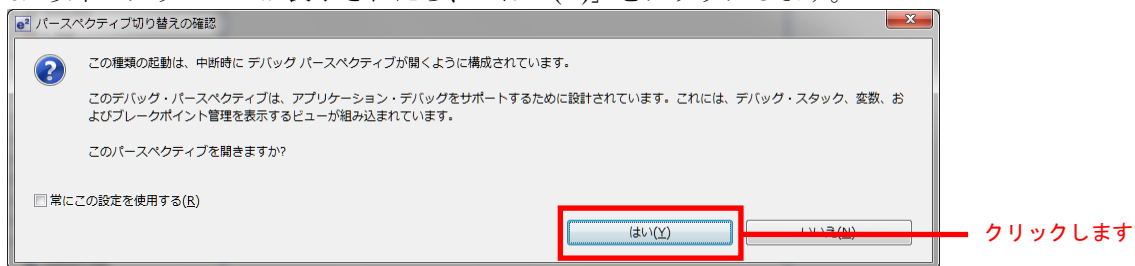 e² パースペクティブ切り替えの確認
この種類の起動は、中断時に デバッグ パースペクティブが開くように構成されています。
このデバッグ・パースペクティブは、アプリケーション・デバッグをサポートするために設計されています。これには、デバッグ・スタック、変数、お
よびブレークポイント管理を表示するビューが組み込まれています。
このパースペクティブを開きますか?
常にこの設定を使用する(R)
はい(Y)
いいえ(N)
クリックします